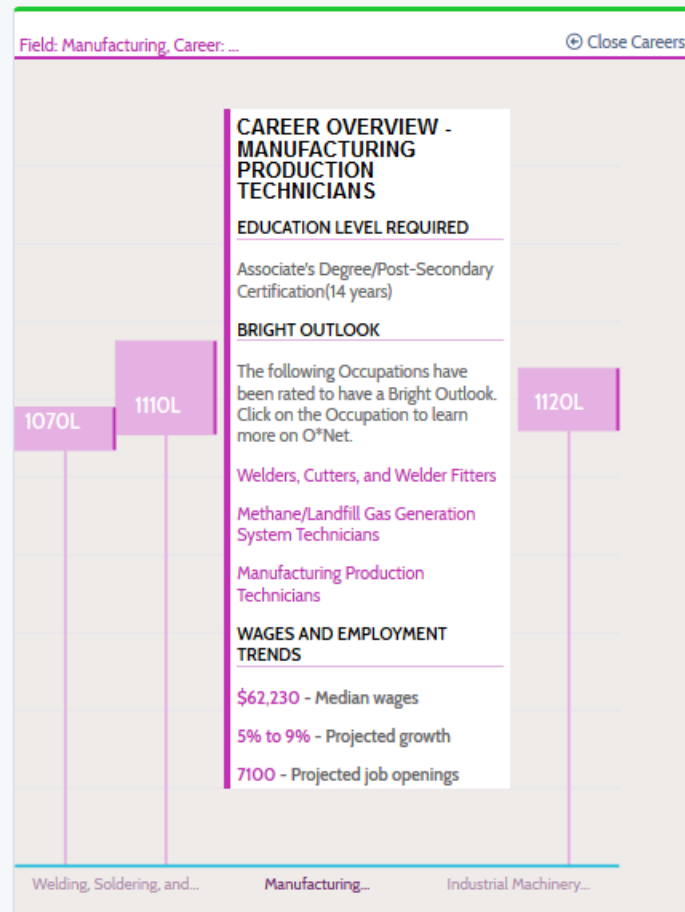 Field: Manufacturing, Career: ...
Close Careers
CAREER OVERVIEW -
MANUFACTURING
PRODUCTION
TECHNICIANS
EDUCATION LEVEL REQUIRED
Associate's Degree/Post-Secondary
Certification(14 years)
BRIGHT OUTLOOK
The following Occupations have
been rated to have a Bright Outlook.
Click on the Occupation to learn
more on O*Net.
Welders, Cutters, and Welder Fitters
Methane/Landfill Gas Generation
System Technicians
Manufacturing Production
Technicians
WAGES AND EMPLOYMENT
TRENDS
$62,230 - Median wages
5% to 9% - Projected growth
7100 - Projected job openings
1070L
1110L
1120L
Welding, Soldering, and...
Manufacturing...
Industrial Machinery...